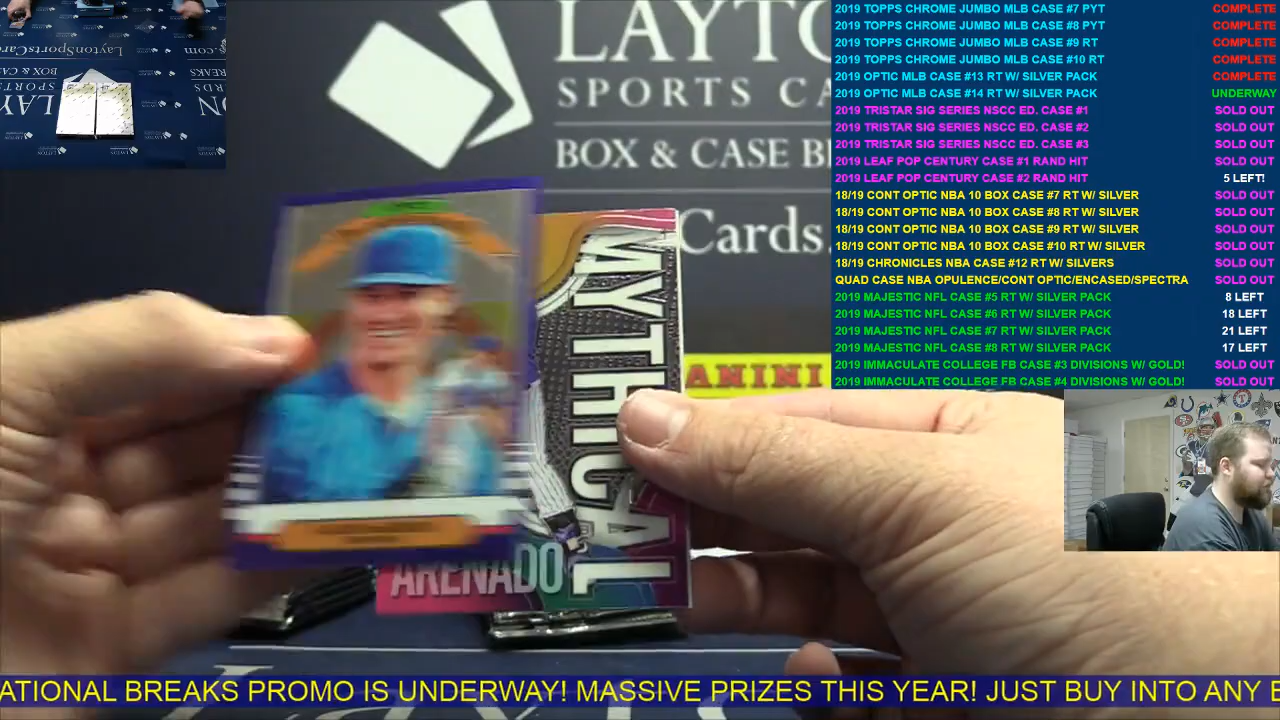 LAYTO
SPORTS CA
BOX & CASE B
Cards.
MYTHICAL
ARENADO
PANINI
2019 TOPPS CHROME JUMBO MLB CASE #7 PYT COMPLETE
2019 TOPPS CHROME JUMBO MLB CASE #8 PYT COMPLETE
2019 TOPPS CHROME JUMBO MLB CASE #9 RT COMPLETE
2019 TOPPS CHROME JUMBO MLB CASE #10 RT COMPLETE
2019 OPTIC MLB CASE #13 RT W/ SILVER PACK COMPLETE
2019 OPTIC MLB CASE #14 RT W/ SILVER PACK UNDERWAY
2019 TRISTAR SIG SERIES NSCC ED. CASE #1 SOLD OUT
2019 TRISTAR SIG SERIES NSCC ED. CASE #2 SOLD OUT
2019 TRISTAR SIG SERIES NSCC ED. CASE #3 SOLD OUT
2019 LEAF POP CENTURY CASE #1 RAND HIT SOLD OUT
2019 LEAF POP CENTURY CASE #2 RAND HIT 5 LEFT!
18/19 CONT OPTIC NBA 10 BOX CASE #7 RT W/ SILVER SOLD OUT
18/19 CONT OPTIC NBA 10 BOX CASE #8 RT W/ SILVER SOLD OUT
18/19 CONT OPTIC NBA 10 BOX CASE #9 RT W/ SILVER SOLD OUT
18/19 CONT OPTIC NBA 10 BOX CASE #10 RT W/ SILVER SOLD OUT
18/19 CHRONICLES NBA CASE #12 RT W/ SILVERS SOLD OUT
QUAD CASE NBA OPULENCE/CONT OPTIC/ENCASED/SPECTRA SOLD OUT
2019 MAJESTIC NFL CASE #5 RT W/ SILVER PACK 8 LEFT
2019 MAJESTIC NFL CASE #6 RT W/ SILVER PACK 18 LEFT
2019 MAJESTIC NFL CASE #7 RT W/ SILVER PACK 21 LEFT
2019 MAJESTIC NFL CASE #8 RT W/ SILVER PACK 17 LEFT
2019 IMMACULATE COLLEGE FB CASE #3 DIVISIONS W/ GOLD! SOLD OUT
2019 IMMACULATE COLLEGE FB CASE #4 DIVISIONS W/ GOLD! SOLD OUT
ATIONAL BREAKS PROMO IS UNDERWAY! MASSIVE PRIZES THIS YEAR! JUST BUY INTO ANY B